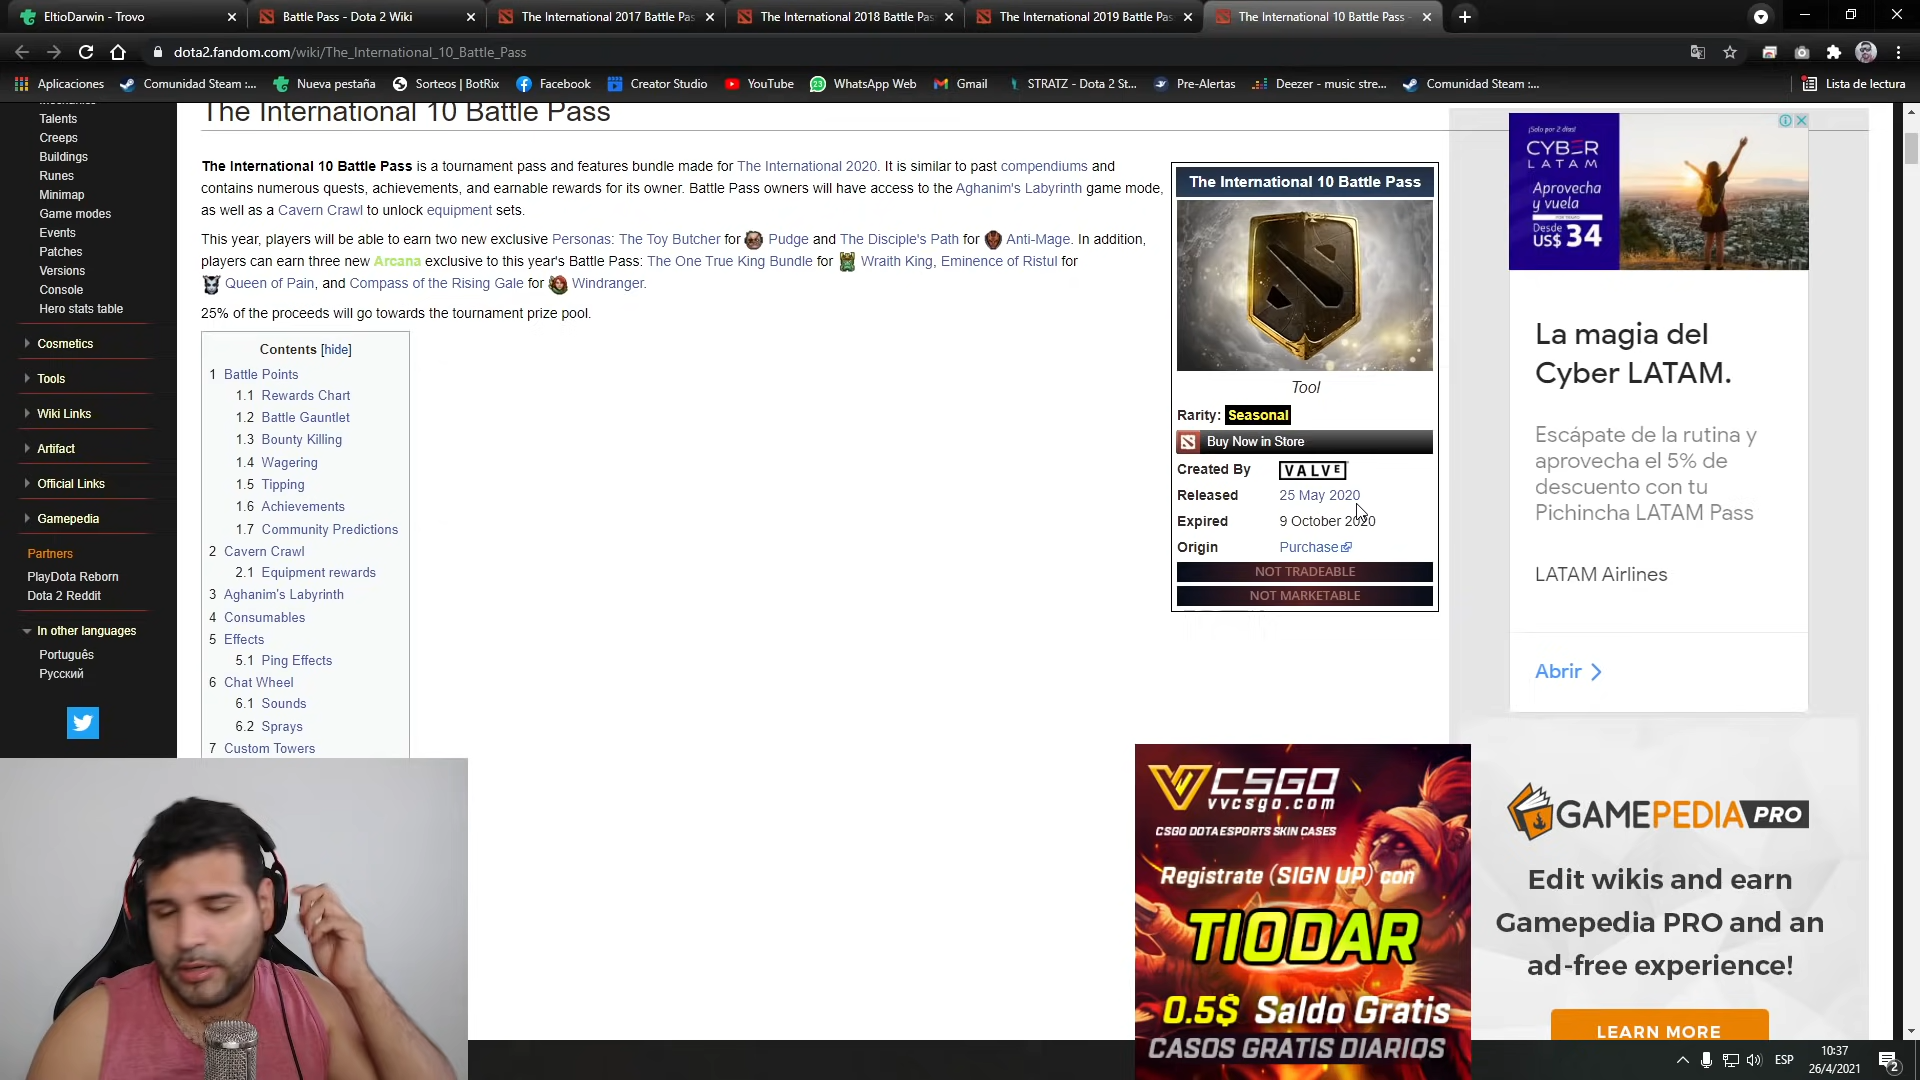 EltioDarwin - Trovo
Battle Pass - Dota 2 Wiki
The International 2017 Battle Pas
The International 2018 Battle Pas
The International 2019 Battle Pas
The International 10 Battle Pass -
dota2.fandom.com/wiki/The_International_10_Battle_Pass
Aplicaciones
Comunidad Steam :...
Nueva pestaña
Sorteos | BotRix
Facebook
Creator Studio
YouTube
23
WhatsApp Web
Gmail
STRATZ - Dota 2 St...
Pre-Alertas
Deezer - music stre...
Comunidad Steam :...
Lista de lectura
Talents
Creeps
Buildings
Runes
Minimap
Game modes
Events
Patches
Versions
Console
Hero stats table
Cosmetics
Tools
Wiki Links
Artifact
Official Links
Gamepedia
Partners
PlayDota Reborn
Dota 2 Reddit
In other languages
Português
Русский
The International 10 Battle Pass
The International 10 Battle Pass is a tournament pass and features bundle made for The International 2020. It is similar to past compendiums and
contains numerous quests, achievements, and earnable rewards for its owner. Battle Pass owners will have access to the Aghanim's Labyrinth game mode,
as well as a Cavern Crawl to unlock equipment sets.
This year, players will be able to earn two new exclusive Personas: The Toy Butcher for Pudge and The Disciple's Path for Anti-Mage. In addition,
players can earn three new Arcana exclusive to this year's Battle Pass: The One True King Bundle for Wraith King, Eminence of Ristul for
Queen of Pain, and Compass of the Rising Gale for Windranger.
25% of the proceeds will go towards the tournament prize pool.
Contents [hide]
1 Battle Points
1.1 Rewards Chart
1.2 Battle Gauntlet
1.3 Bounty Killing
1.4 Wagering
1.5 Tipping
1.6 Achievements
1.7 Community Predictions
2 Cavern Crawl
2.1 Equipment rewards
3 Aghanim's Labyrinth
4 Consumables
5 Effects
5.1 Ping Effects
6 Chat Wheel
6.1 Sounds
6.2 Sprays
7 Custom Towers
The International 10 Battle Pass
Tool
Rarity: Seasonal
Buy Now in Store
Created By VALVE
Released 25 May 2020
Expired 9 October 2020
Origin Purchase
NOT TRADEABLE
NOT MARKETABLE
¡Solo por 2 días!
CYBER
LATAM
Aprovecha
y vuela
Desde
US$ 34
La magia del
Cyber LATAM.
Escápate de la rutina y
aprovecha el 5% de
descuento con tu
Pichincha LATAM Pass
LATAM Airlines
Abrir
CSGO
vvcsgo.com
CSGO DOTA ESPORTS SKIN CASES
Registrate (SIGN UP) con
TIODAR
0.5$ Saldo Gratis
CASOS GRATIS DIARIOS
GAMEPEDIA PRO
Edit wikis and earn
Gamepedia PRO and an
ad-free experience!
LEARN MORE
ESP
10:37
26/4/2021
2